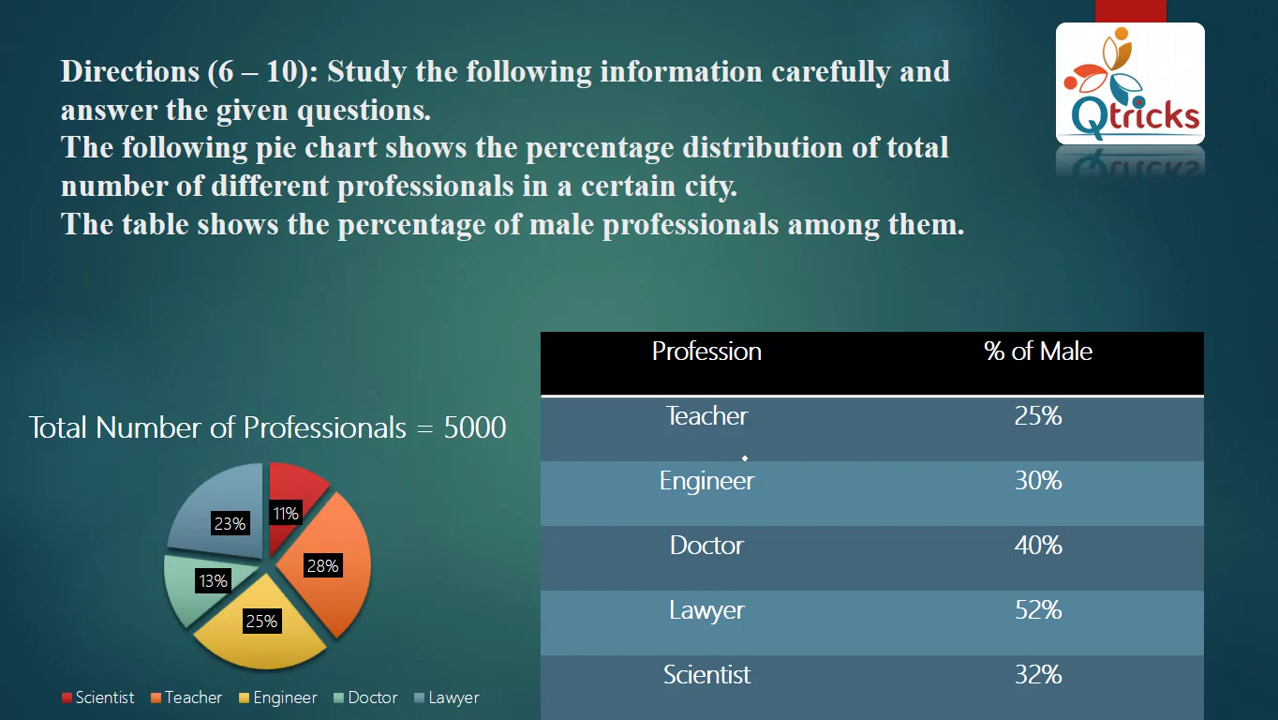 Directions (6 – 10): Study the following information carefully and
answer the given questions.
The following pie chart shows the percentage distribution of total
number of different professionals in a certain city.
The table shows the percentage of male professionals among them.
Qtricks
Total Number of Professionals = 5000
11%
28%
25%
13%
23%
Scientist Teacher Engineer Doctor Lawyer
Profession % of Male
Teacher 25%
Engineer 30%
Doctor 40%
Lawyer 52%
Scientist 32%